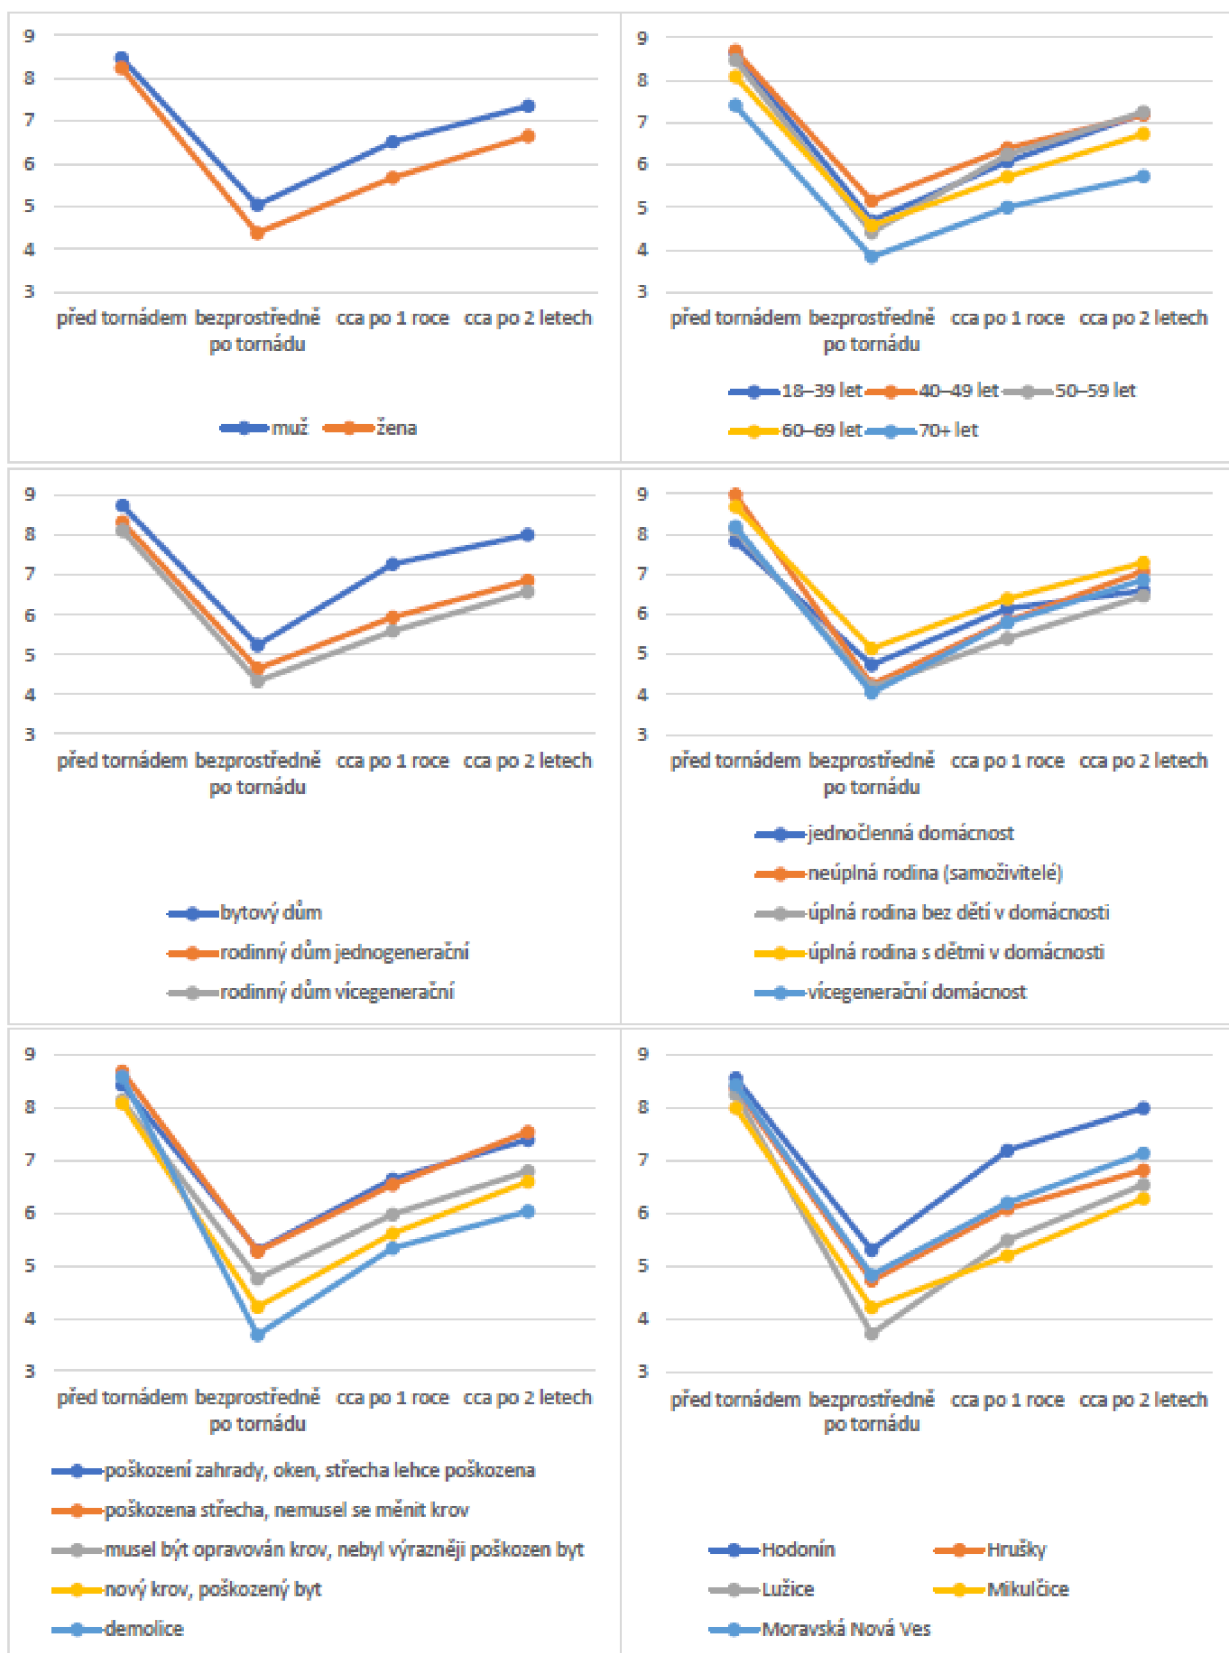 9
8
7
6
5
4
3
před tornádem bezprostředně cca po 1 roce cca po 2 letech
po tornádu
muž žena
9
8
7
6
5
4
3
před tornádem bezprostředně cca po 1 roce cca po 2 letech
po tornádu
18–39 let 40–49 let 50–59 let
60–69 let 70+ let
9
8
7
6
5
4
3
před tornádem bezprostředně cca po 1 roce cca po 2 letech
po tornádu
bytový dům
rodinný dům jednogenerační
rodinný dům vícegenerační
9
8
7
6
5
4
3
před tornádem bezprostředně cca po 1 roce cca po 2 letech
po tornádu
jednočlenná domácnost
neúplná rodina (samoživitelé)
úplná rodina bez dětí v domácnosti
úplná rodina s dětmi v domácnosti
vícegenerační domácnost
9
8
7
6
5
4
3
před tornádem bezprostředně cca po 1 roce cca po 2 letech
po tornádu
poškození zahrady, oken, střecha lehce poškozena
poškozena střecha, nemusel se měnit krov
musel být opravován krov, nebyl výrazněji poškozen byt
nový krov, poškozený byt
demolice
9
8
7
6
5
4
3
před tornádem bezprostředně cca po 1 roce cca po 2 letech
po tornádu
Hodonín Hrušky
Lužice Mikulčice
Moravská Nová Ves